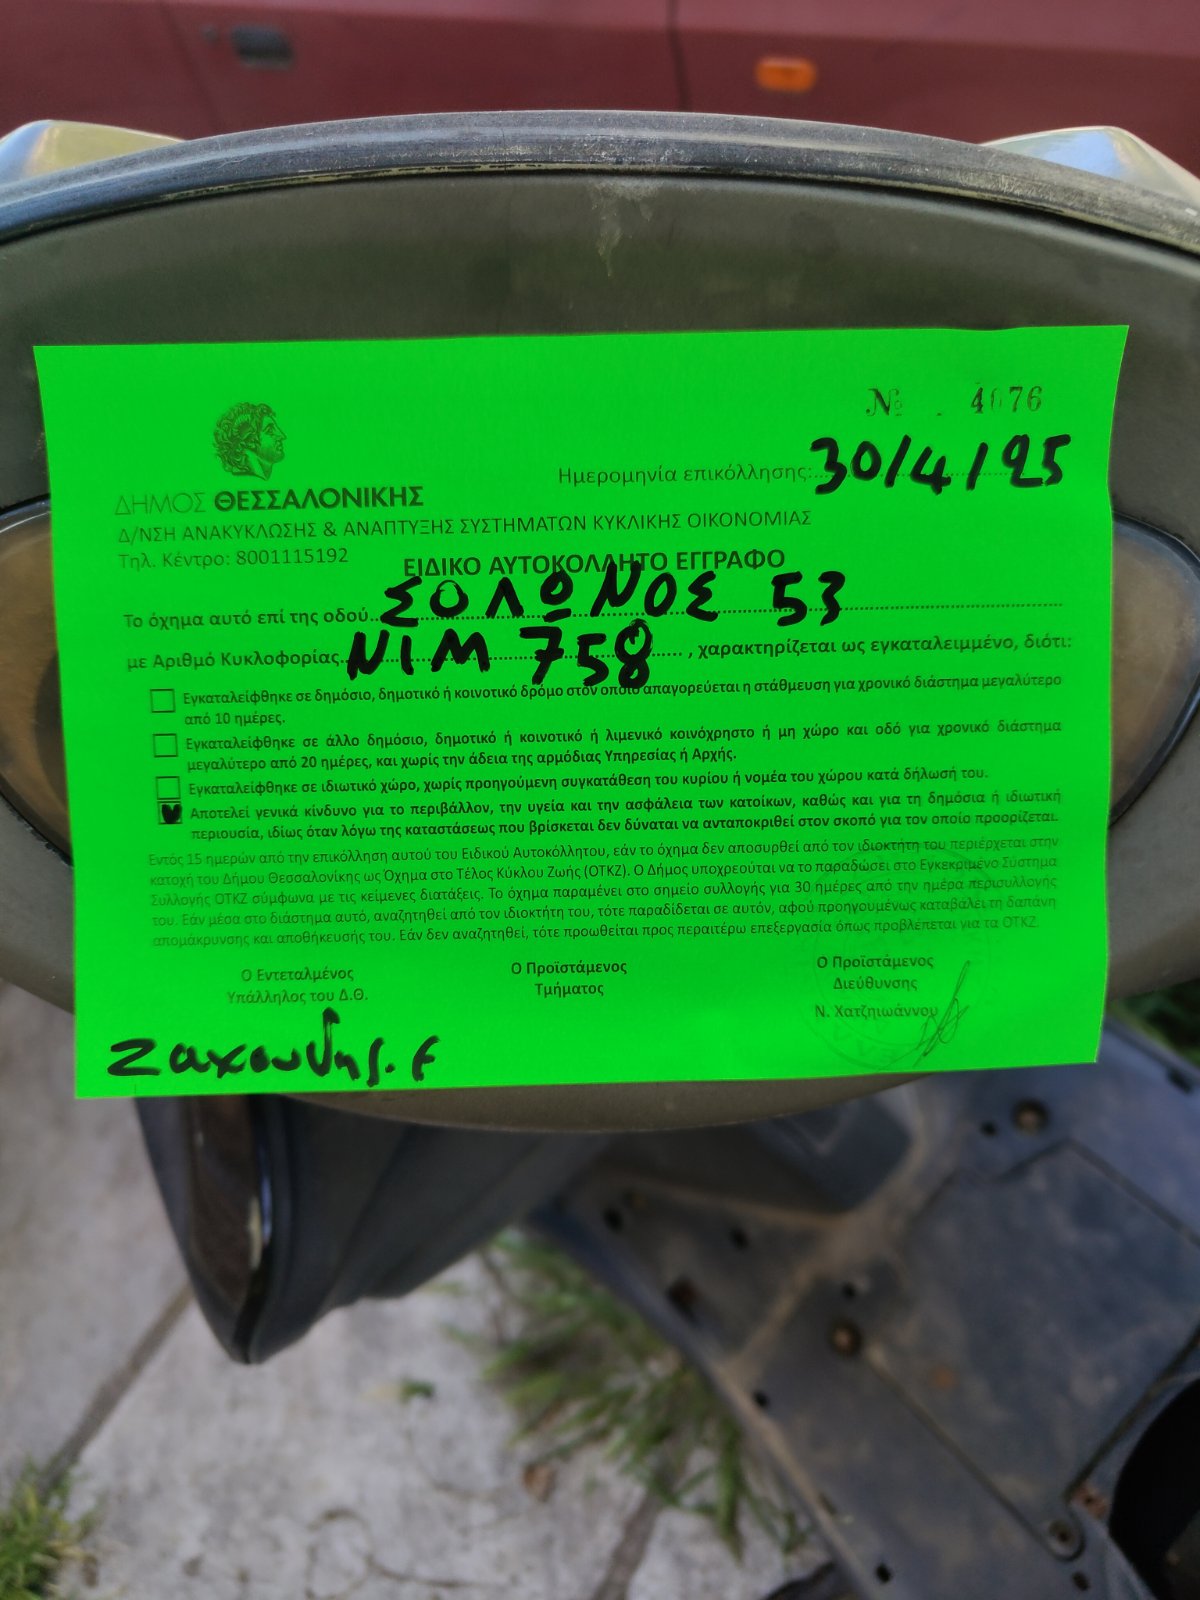 № 4076
Ημερομηνία επικόλλησης: 30/4/25
ΔΗΜΟΣ ΘΕΣΣΑΛΟΝΙΚΗΣ
Δ/ΝΣΗ ΑΝΑΚΥΚΛΩΣΗΣ & ΑΝΑΠΤΥΞΗΣ ΣΥΣΤΗΜΑΤΩΝ ΚΥΚΛΙΚΗΣ ΟΙΚΟΝΟΜΙΑΣ
Τηλ. Κέντρο: 8001115192
ΕΙΔΙΚΟ ΑΥΤΟΚΟΛΛΗΤΟ ΕΓΓΡΑΦΟ
Το όχημα αυτό επί της οδού ΣΟΛΩΝΟΣ 53
με Αριθμό Κυκλοφορίας ΝΙΜ 758, χαρακτηρίζεται ως εγκαταλειμμένο, διότι:
Εγκαταλείφθηκε σε δημόσιο, δημοτικό ή κοινοτικό δρόμο στον οποίο απαγορεύεται η στάθμευση για χρονικό διάστημα μεγαλύτερο
από 10 ημέρες.
Εγκαταλείφθηκε σε άλλο δημόσιο, δημοτικό ή κοινοτικό ή λιμενικό κοινόχρηστο ή μη χώρο και οδό για χρονικό διάστημα
μεγαλύτερο από 20 ημέρες, και χωρίς την άδεια της αρμόδιας Υπηρεσίας ή Αρχής.
Εγκαταλείφθηκε σε ιδιωτικό χώρο, χωρίς προηγούμενη συγκατάθεση του κυρίου ή νομέα του χώρου κατά δήλωσή του.
Αποτελεί γενικά κίνδυνο για το περιβάλλον, την υγεία και την ασφάλεια των κατοίκων, καθώς και για τη δημόσια ή ιδιωτική
περιουσία, ιδίως όταν λόγω της καταστάσεως που βρίσκεται δεν δύναται να ανταποκριθεί στον σκοπό για τον οποίο προορίζεται.
Εντός 15 ημερών από την επικόλληση αυτού του Ειδικού Αυτοκόλλητου, εάν το όχημα δεν αποσυρθεί από τον ιδιοκτήτη του περιέρχεται στην
κατοχή του Δήμου Θεσσαλονίκης ως Όχημα στο Τέλος Κύκλου Ζωής (ΟΤΚΖ). Ο Δήμος υποχρεούται να το παραδώσει στο Εγκεκριμένο Σύστημα
Συλλογής ΟΤΚΖ σύμφωνα με τις κείμενες διατάξεις. Το όχημα παραμένει στο σημείο συλλογής για 30 ημέρες από την ημέρα περισυλλογής
του. Εάν μέσα στο διάστημα αυτό, αναζητηθεί από τον ιδιοκτήτη του, τότε παραδίδεται σε αυτόν, αφού προηγουμένως καταβάλει τη δαπάνη
απομάκρυνσης και αποθήκευσής του. Εάν δεν αναζητηθεί, τότε προωθείται προς περαιτέρω επεξεργασία όπως προβλέπεται για τα ΟΤΚΖ.
Ο Εντεταλμένος
Υπάλληλος του Δ.Θ.
Ο Προϊστάμενος
Τμήματος
Ο Προϊστάμενος
Διεύθυνσης
Ν. Χατζηιωάννου